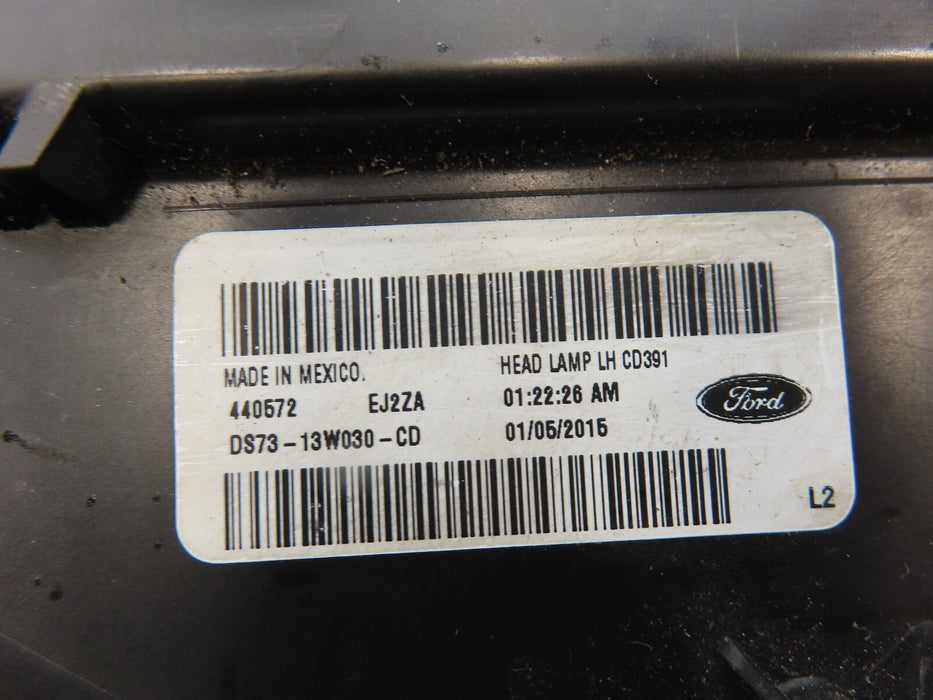 MADE IN MEXICO.
HEAD LAMP LH CD391
440572 EJ2ZA
01:22:26 AM
DS73-13W030-CD
01/05/2015
Ford
L2